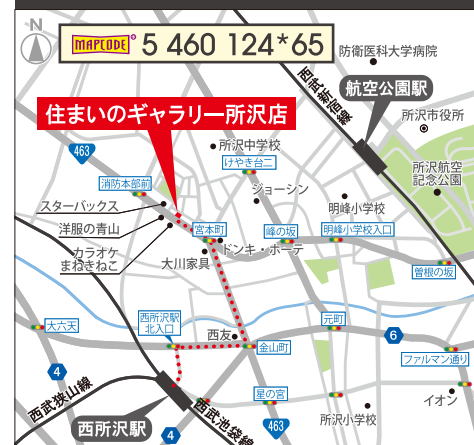 N
MAPCODE® 5 460 124*65
防衛医科大学病院
西武新宿線
航空公園駅
住まいのギャラリー所沢店
所沢市役所
所沢中学校
463
けやき台二
所沢航空
記念公園
消防本部前
ジョーシン
スターバックス
明峰小学校
洋服の青山
宮本町
峰の坂
明峰小学校入口
カラオケ
まねきねこ
ドンキ・ホーテ
大川家具
曽根の坂
西所沢駅
北入口
大六天
西友
元町
6
金山町
ファルマン通り
4
西武狭山線
星の宮
イオン
西所沢駅
西武池袋線
463
所沢小学校
4